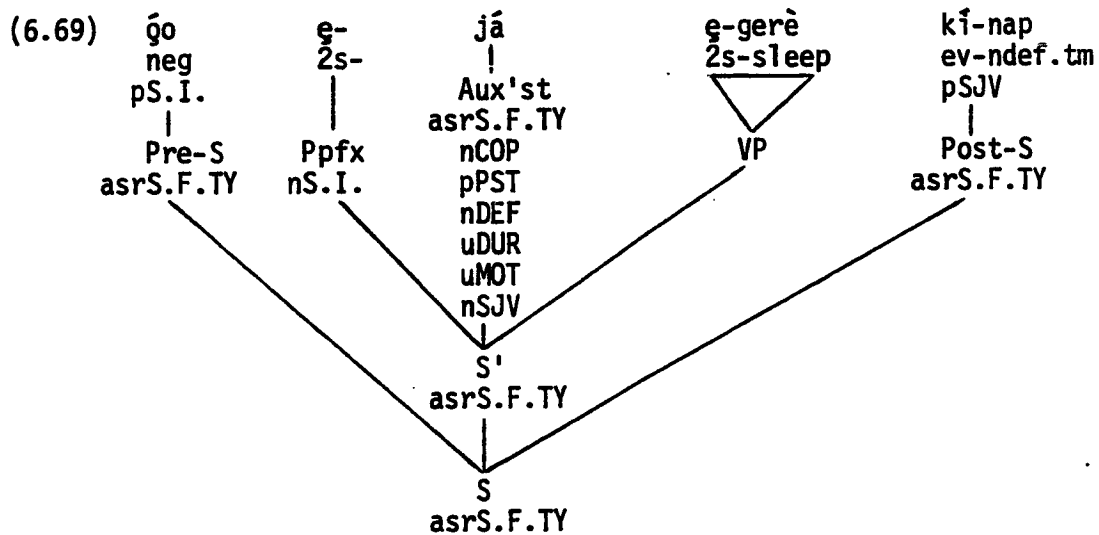 (6.69) ǵo ȩ- já ȩ-gerè kí-nap
neg 2s- 2s-sleep ev-ndef.tm
pS.I. Aux'st pSJV
asrS.F.TY
Pre-S Ppfx nCOP VP Post-S
asrS.F.TY nS.I. pPST asrS.F.TY
nDEF
uDUR
uMOT
nSJV
S'
asrS.F.TY
S
asrS.F.TY